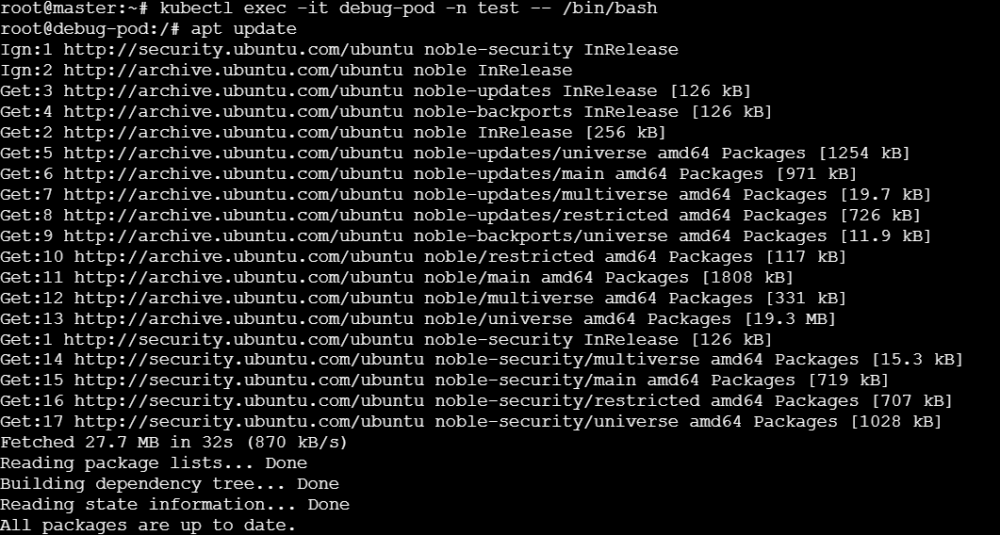 root@master:~# kubectl exec -it debug-pod -n test -- /bin/bash
root@debug-pod:/# apt update
Ign:1 http://security.ubuntu.com/ubuntu noble-security InRelease
Ign:2 http://archive.ubuntu.com/ubuntu noble InRelease
Get:3 http://archive.ubuntu.com/ubuntu noble-updates InRelease [126 kB]
Get:4 http://archive.ubuntu.com/ubuntu noble-backports InRelease [126 kB]
Get:2 http://archive.ubuntu.com/ubuntu noble InRelease [256 kB]
Get:5 http://archive.ubuntu.com/ubuntu noble-updates/universe amd64 Packages [1254 kB]
Get:6 http://archive.ubuntu.com/ubuntu noble-updates/main amd64 Packages [971 kB]
Get:7 http://archive.ubuntu.com/ubuntu noble-updates/multiverse amd64 Packages [19.7 kB]
Get:8 http://archive.ubuntu.com/ubuntu noble-updates/restricted amd64 Packages [726 kB]
Get:9 http://archive.ubuntu.com/ubuntu noble-backports/universe amd64 Packages [11.9 kB]
Get:10 http://archive.ubuntu.com/ubuntu noble/restricted amd64 Packages [117 kB]
Get:11 http://archive.ubuntu.com/ubuntu noble/main amd64 Packages [1808 kB]
Get:12 http://archive.ubuntu.com/ubuntu noble/multiverse amd64 Packages [331 kB]
Get:13 http://archive.ubuntu.com/ubuntu noble/universe amd64 Packages [19.3 MB]
Get:1 http://security.ubuntu.com/ubuntu noble-security InRelease [126 kB]
Get:14 http://security.ubuntu.com/ubuntu noble-security/multiverse amd64 Packages [15.3 kB]
Get:15 http://security.ubuntu.com/ubuntu noble-security/main amd64 Packages [719 kB]
Get:16 http://security.ubuntu.com/ubuntu noble-security/restricted amd64 Packages [707 kB]
Get:17 http://security.ubuntu.com/ubuntu noble-security/universe amd64 Packages [1028 kB]
Fetched 27.7 MB in 32s (870 kB/s)
Reading package lists... Done
Building dependency tree... Done
Reading state information... Done
All packages are up to date.